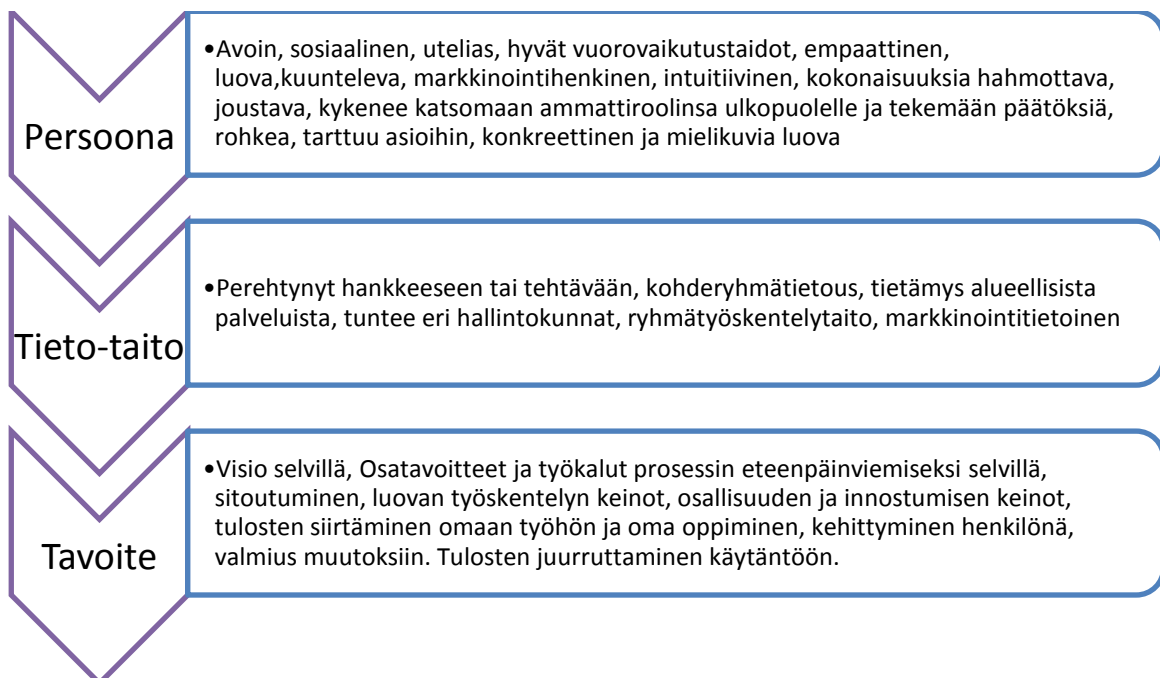 Persoona
•Avoin, sosiaalinen, utelias, hyvät vuorovaikutustaidot, empaattinen,
luova,kuunteleva, markkinointihenkinen, intuitiivinen, kokonaisuuksia hahmottava,
joustava, kykenee katsomaan ammattiroolinsa ulkopuolelle ja tekemään päätöksiä,
rohkea, tarttuu asioihin, konkreettinen ja mielikuvia luova
Tieto-taito
•Perehtynyt hankkeeseen tai tehtävään, kohderyhmätietous, tietämys alueellisista
palveluista, tuntee eri hallintokunnat, ryhmätyöskentelytaito, markkinointitietoinen
Tavoite
•Visio selvillä, Osatavoitteet ja työkalut prosessin eteenpäinviemiseksi selvillä,
sitoutuminen, luovan työskentelyn keinot, osallisuuden ja innostumisen keinot,
tulosten siirtäminen omaan työhön ja oma oppiminen, kehittyminen henkilönä,
valmius muutoksiin. Tulosten juurruttaminen käytäntöön.